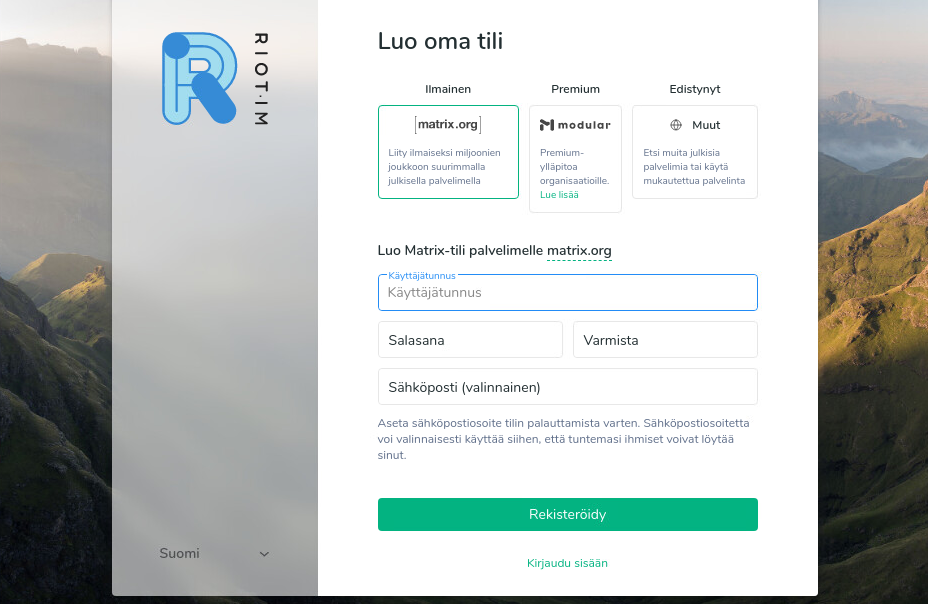 RIOT.IM
Luo oma tili
Ilmainen
Premium
Edistynyt
[matrix.org]
modular
Muut
Liity ilmaiseksi miljoonien
joukkoon suurimmalla
julkisella palvelimella
Premium-
ylläpitoa
organisaatioille.
Lue lisää
Etsi muita julkisia
palvelimia tai käytä
mukautettua palvelinta
Luo Matrix-tili palvelimelle matrix.org
Käyttäjätunnus
Käyttäjätunnus
Salasana
Varmista
Sähköposti (valinnainen)
Aseta sähköpostiosoite tilin palauttamista varten. Sähköpostiosoitetta
voi valinnaisesti käyttää siihen, että tuntemasi ihmiset voivat löytää
sinut.
Rekisteröidy
Suomi
Kirjaudu sisään